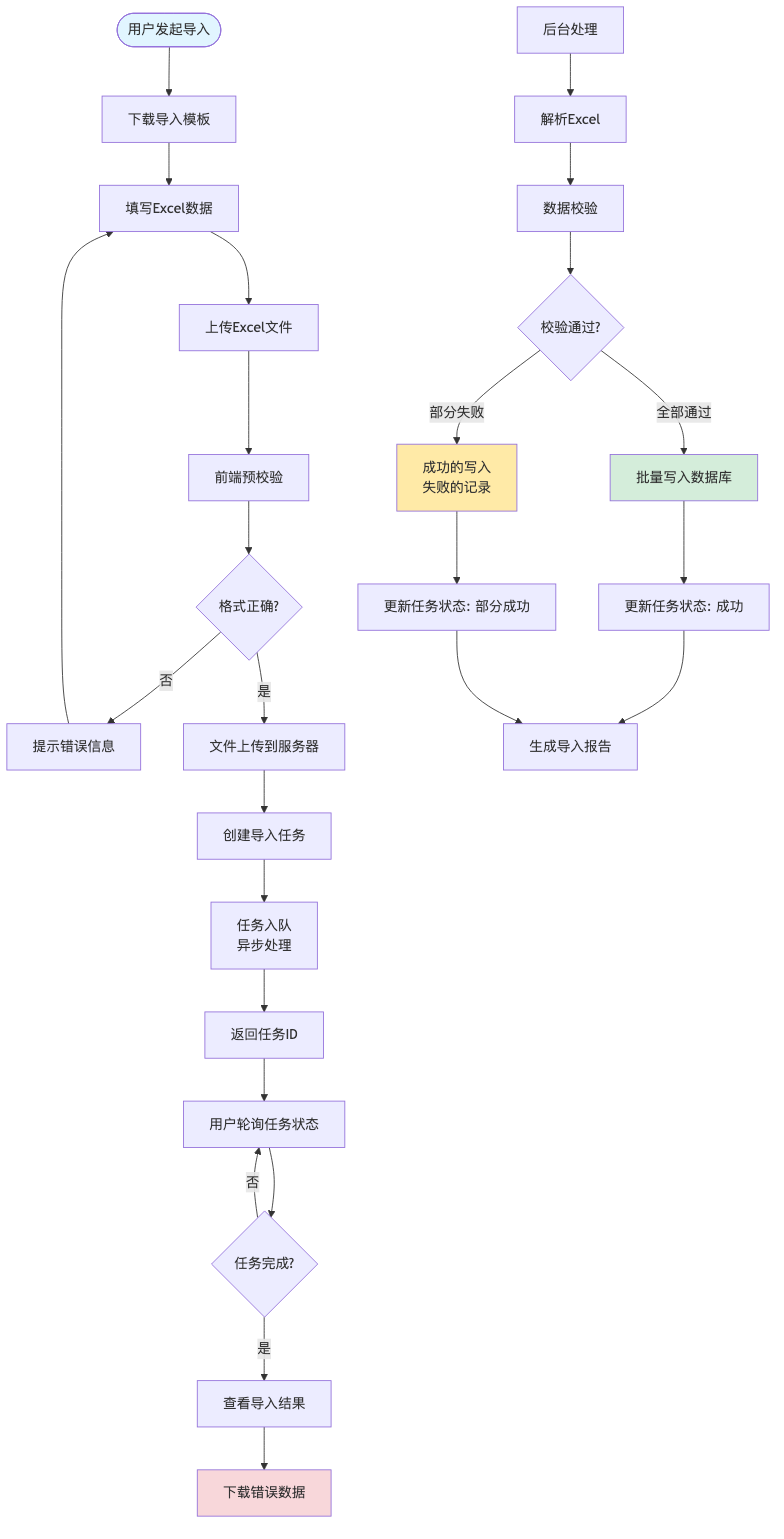 用户发起导入
下载导入模板
填写Excel数据
上传Excel文件
前端预校验
格式正确?
否
是
提示错误信息
文件上传到服务器
创建导入任务
任务入队
异步处理
返回任务ID
用户轮询任务状态
否
任务完成?
是
查看导入结果
下载错误数据
后台处理
解析Excel
数据校验
校验通过?
部分失败
全部通过
成功的写入
失败的记录
批量写入数据库
更新任务状态: 部分成功
更新任务状态: 成功
生成导入报告